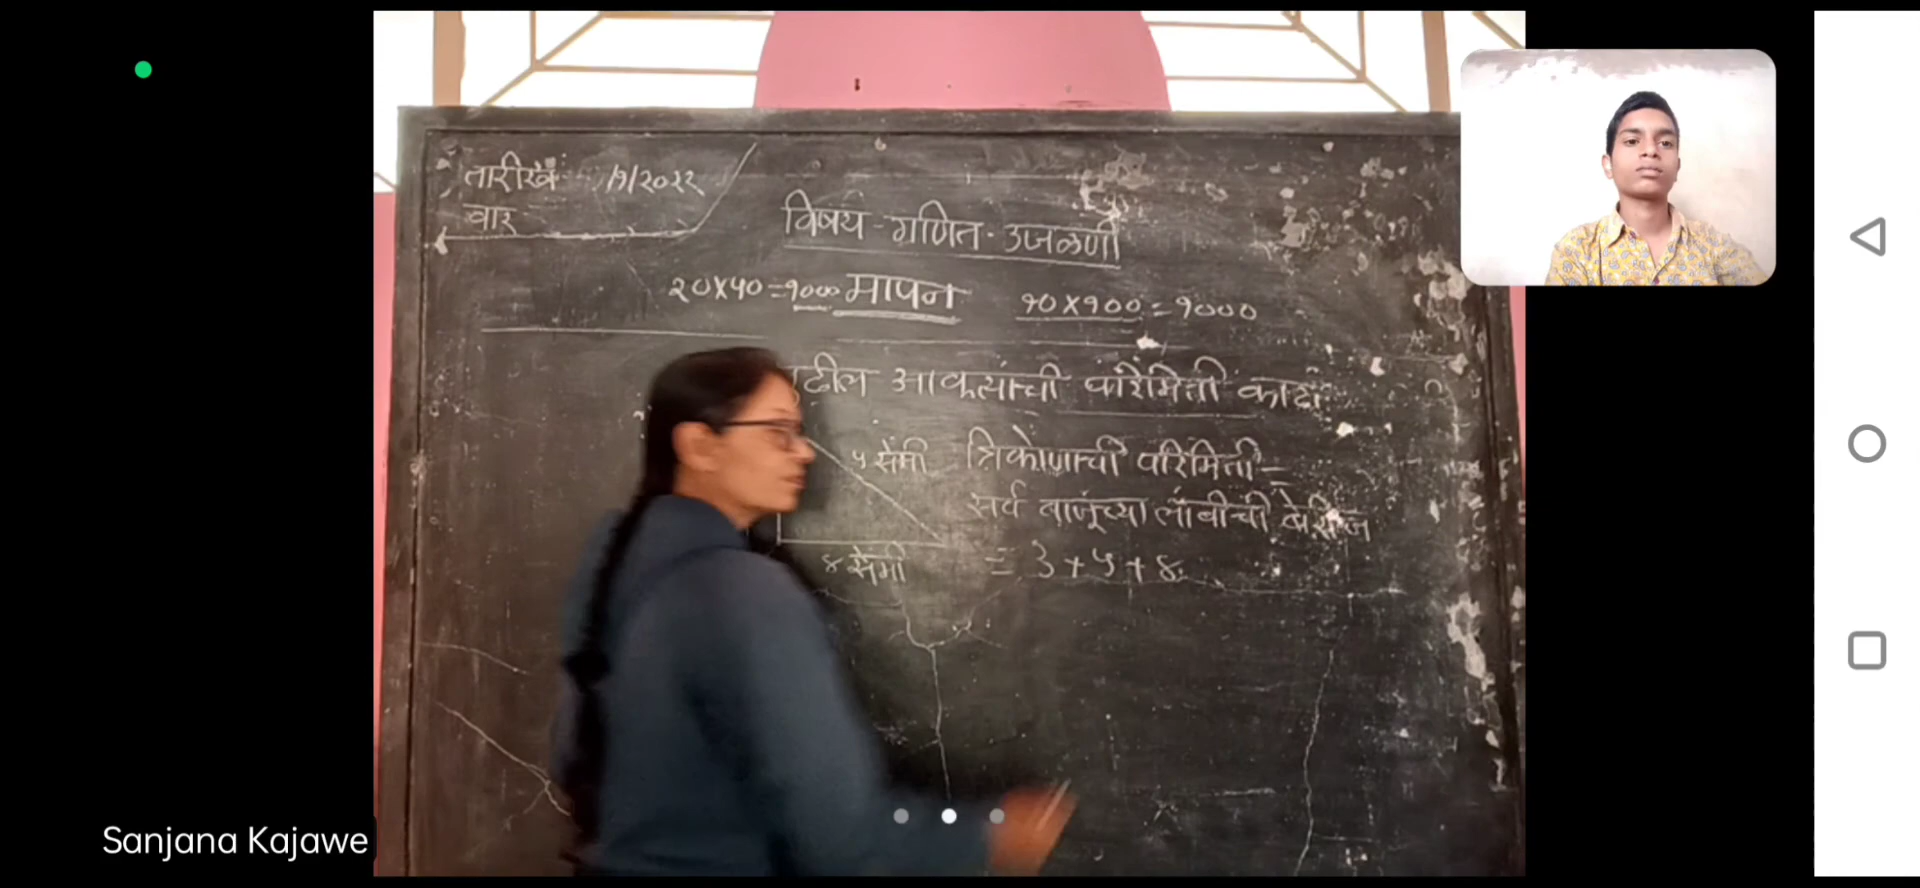 तारीख /१/२०२२
वार
विषय - गणित - उजळणी
२०X५०=१००० मापन १०X१००=१०००
आकृत्यांची परिमिती काढा
५ सेंमी त्रिकोणाची परिमिती =
सर्व बाजूंच्या लांबीची बेरीज
४ सेंमी = 3+५+४
Sanjana Kajawe